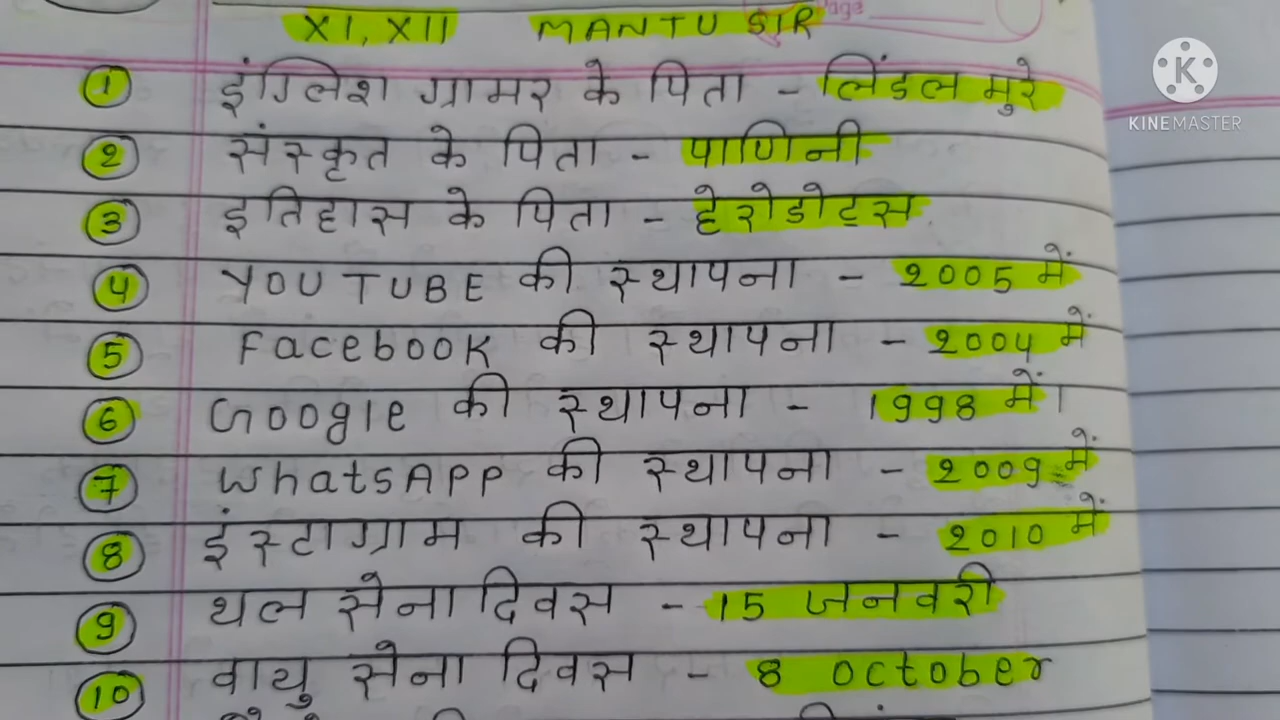 Page
XI, XII MANTU SIR
1 इंग्लिश ग्रामर के पिता - लिंडल मुरे
2 संस्कृत के पिता - पाणिनी
3 इतिहास के पिता - हेरोडोट्स
4 YOUTUBE की स्थापना - 2005 में
5 Facebook की स्थापना - 2004 में
6 Google की स्थापना - 1998 में।
7 WhatsAPP की स्थापना - 2009 में
8 इंस्टाग्राम की स्थापना - 2010 में
9 थल सेना दिवस - 15 जनवरी
10 वायु सेना दिवस - 8 october
K
KINEMASTER